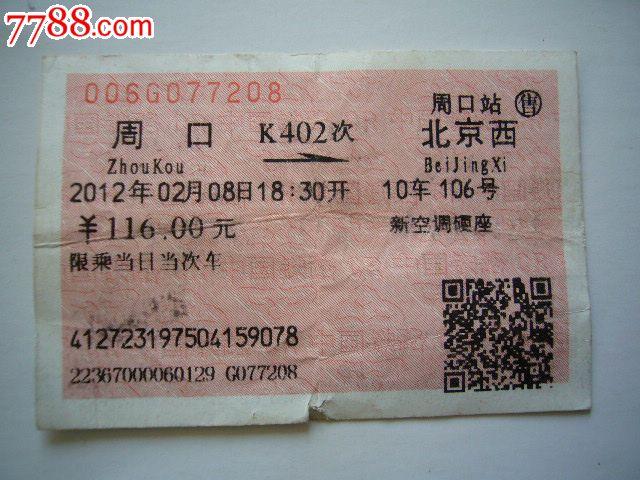 7788.com
006G077208
周口站 售
周口 K402次 北京西
ZhouKou BeiJingXi
2012年02月08日18:30开 10车106号
￥116.00元 新空调硬座
限乘当日当次车
412723197504159078
22367000060129 G077208